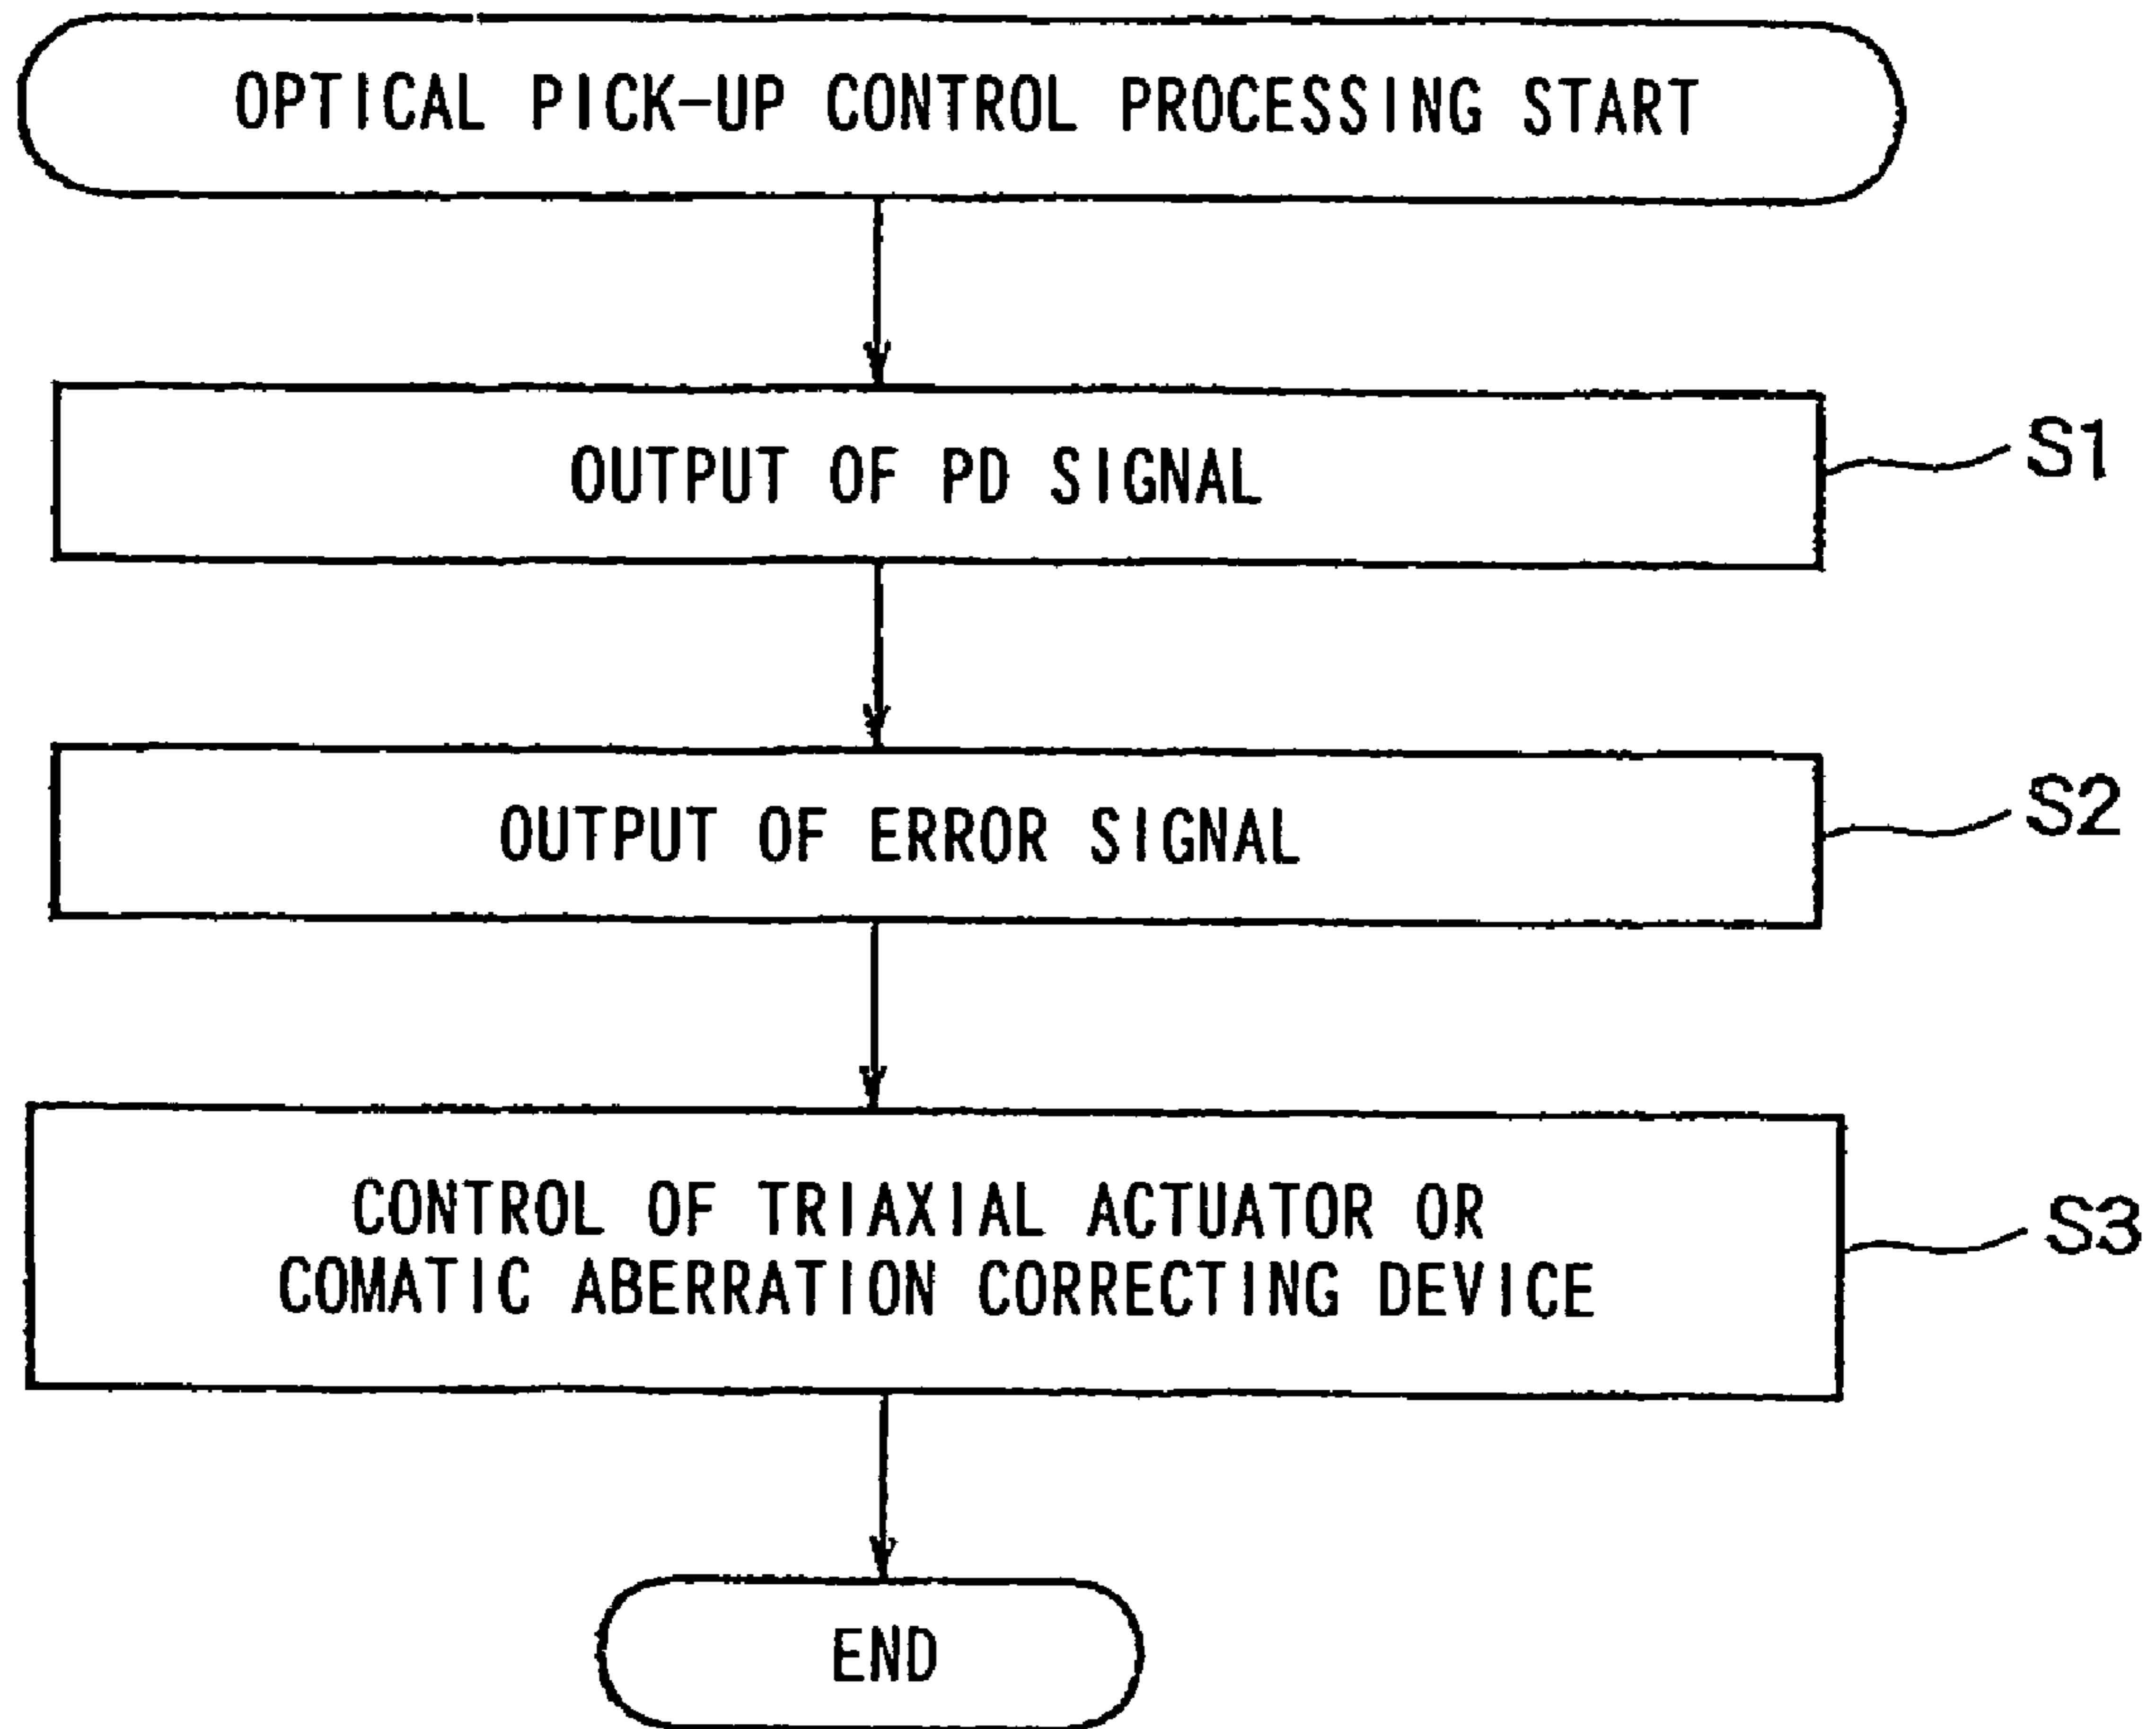 OPTICAL PICK-UP CONTROL PROCESSING START
OUTPUT OF PD SIGNAL
S1
OUTPUT OF ERROR SIGNAL
S2
CONTROL OF TRIAXIAL ACTUATOR OR
COMATIC ABERRATION CORRECTING DEVICE
S3
END